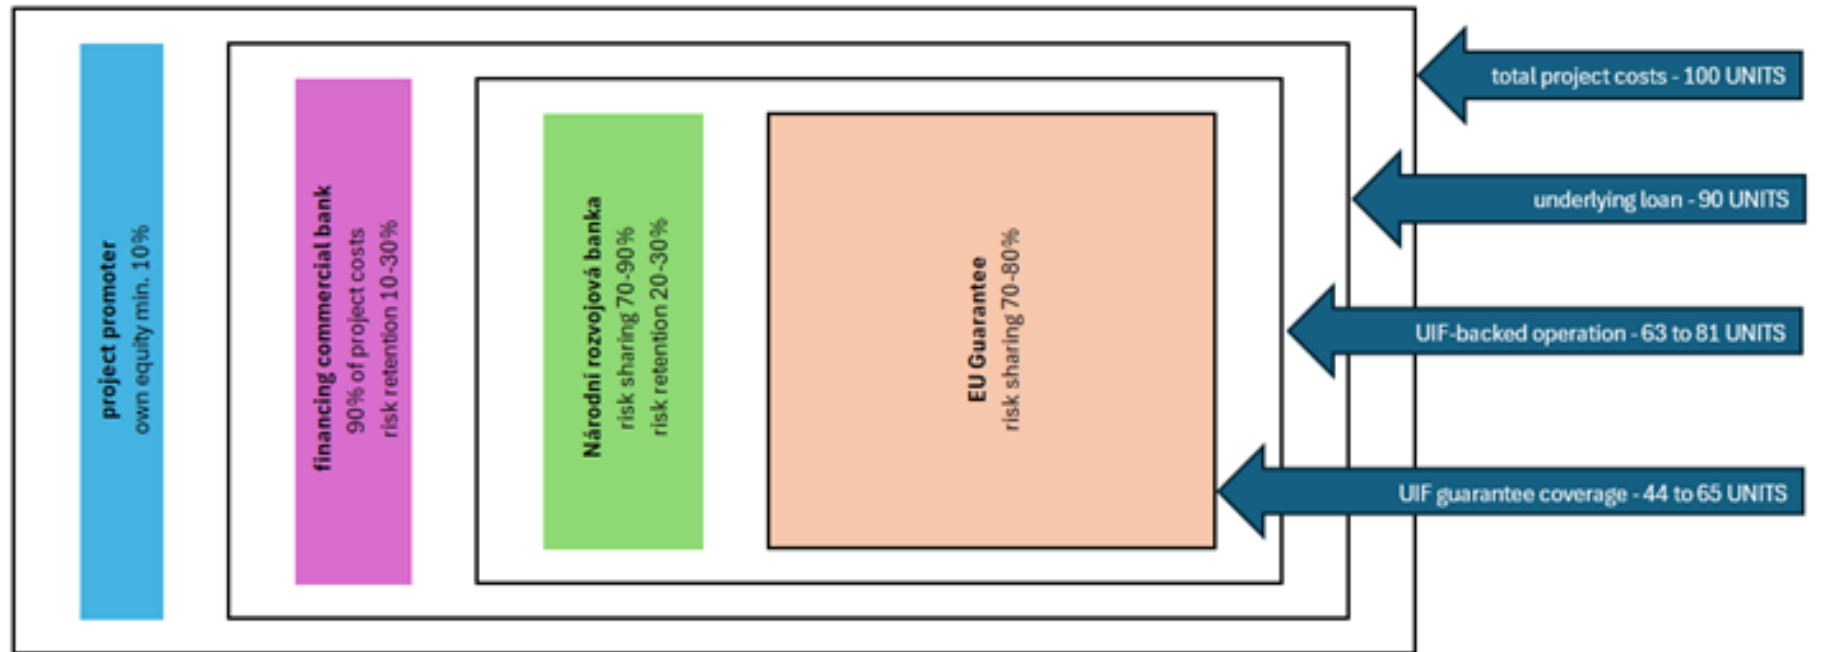 project promoter
own equity min. 10%
financing commercial bank
90% of project costs
risk retention 10-30%
Národní rozvojová banka
risk sharing 70-90%
risk retention 20-30%
EU Guarantee
risk sharing 70-80%
total project costs - 100 UNITS
underlying loan - 90 UNITS
UIF-backed operation - 63 to 81 UNITS
UIF guarantee coverage - 44 to 65 UNITS